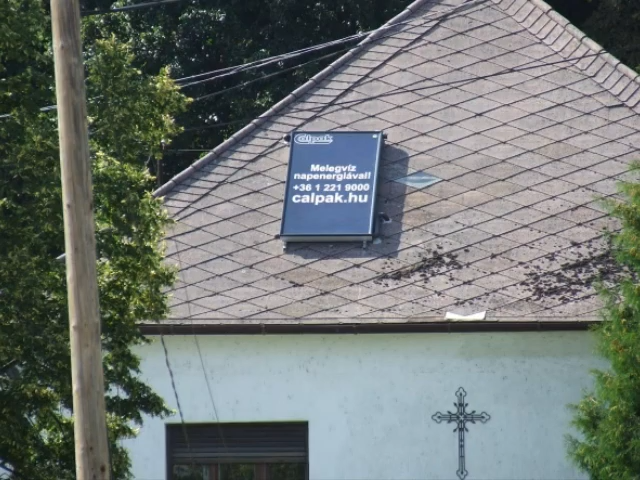 calpak
Melegvíz
napenergiával!
+36 1 221 9000
calpak.hu